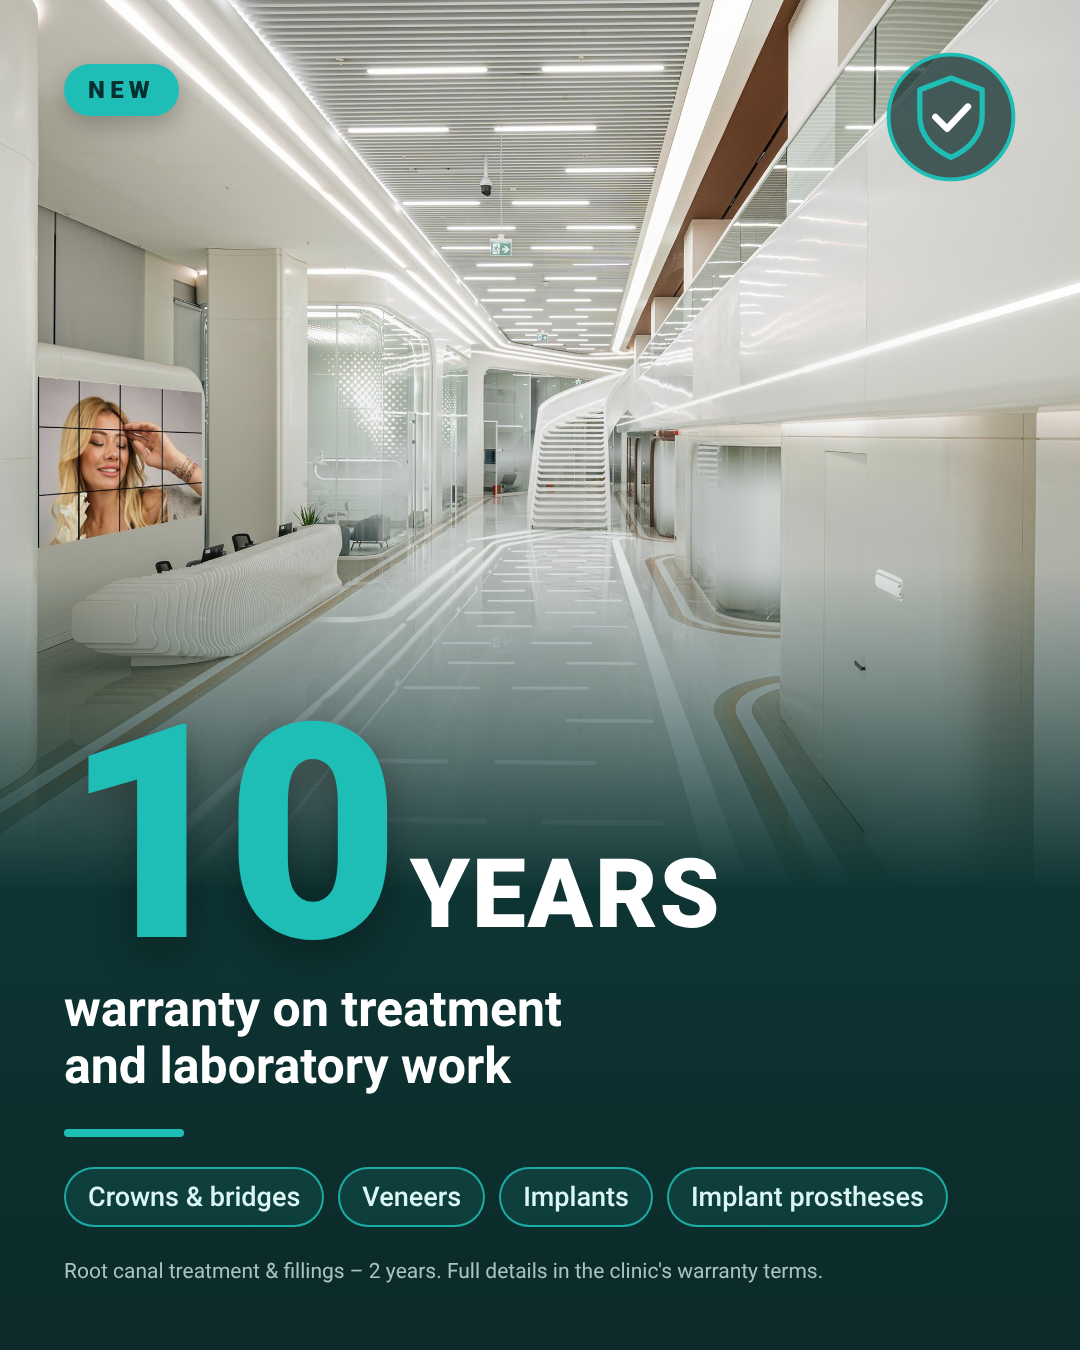 NEW
10 YEARS
warranty on treatment
and laboratory work
Crowns & bridges
Veneers
Implants
Implant prostheses
Root canal treatment & fillings – 2 years. Full details in the clinic's warranty terms.